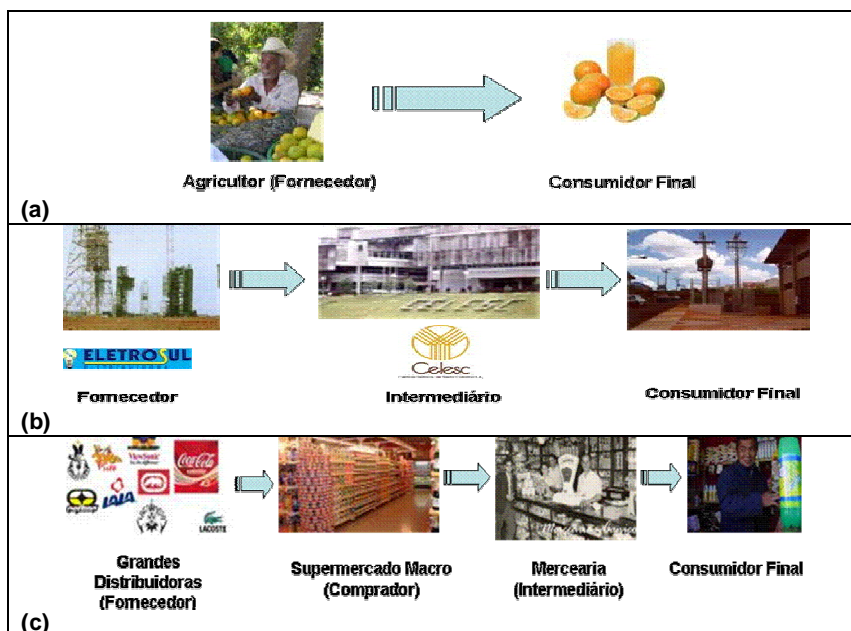 Agricultor (Fornecedor)
Consumidor Final
(a)
ELETROSUL
Celesc
Fornecedor
Intermediário
Consumidor Final
(b)
ViewSonic
Coca-Cola
LALA
LACOSTE
Grandes
Distribuidoras
(Fornecedor)
Supermercado Macro
(Comprador)
Mercearia
(Intermediário)
Consumidor Final
(c)